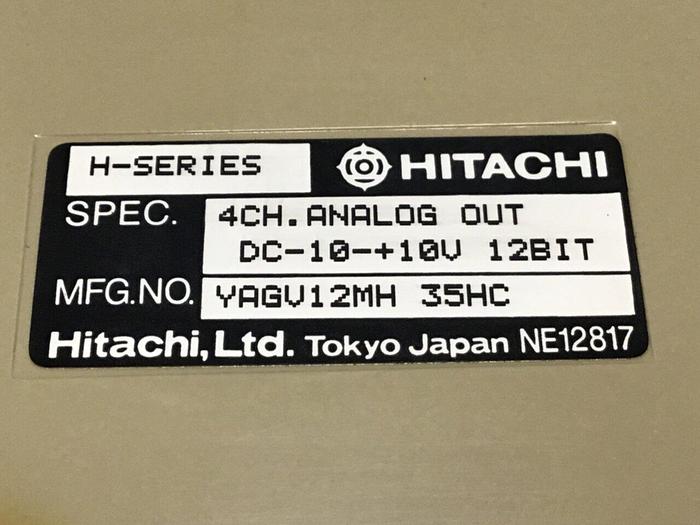 H-SERIES HITACHI
SPEC. 4CH.ANALOG OUT
DC-10-+10V 12BIT
MFG.NO. YAGV12MH 35HC
Hitachi, Ltd. Tokyo Japan NE12817